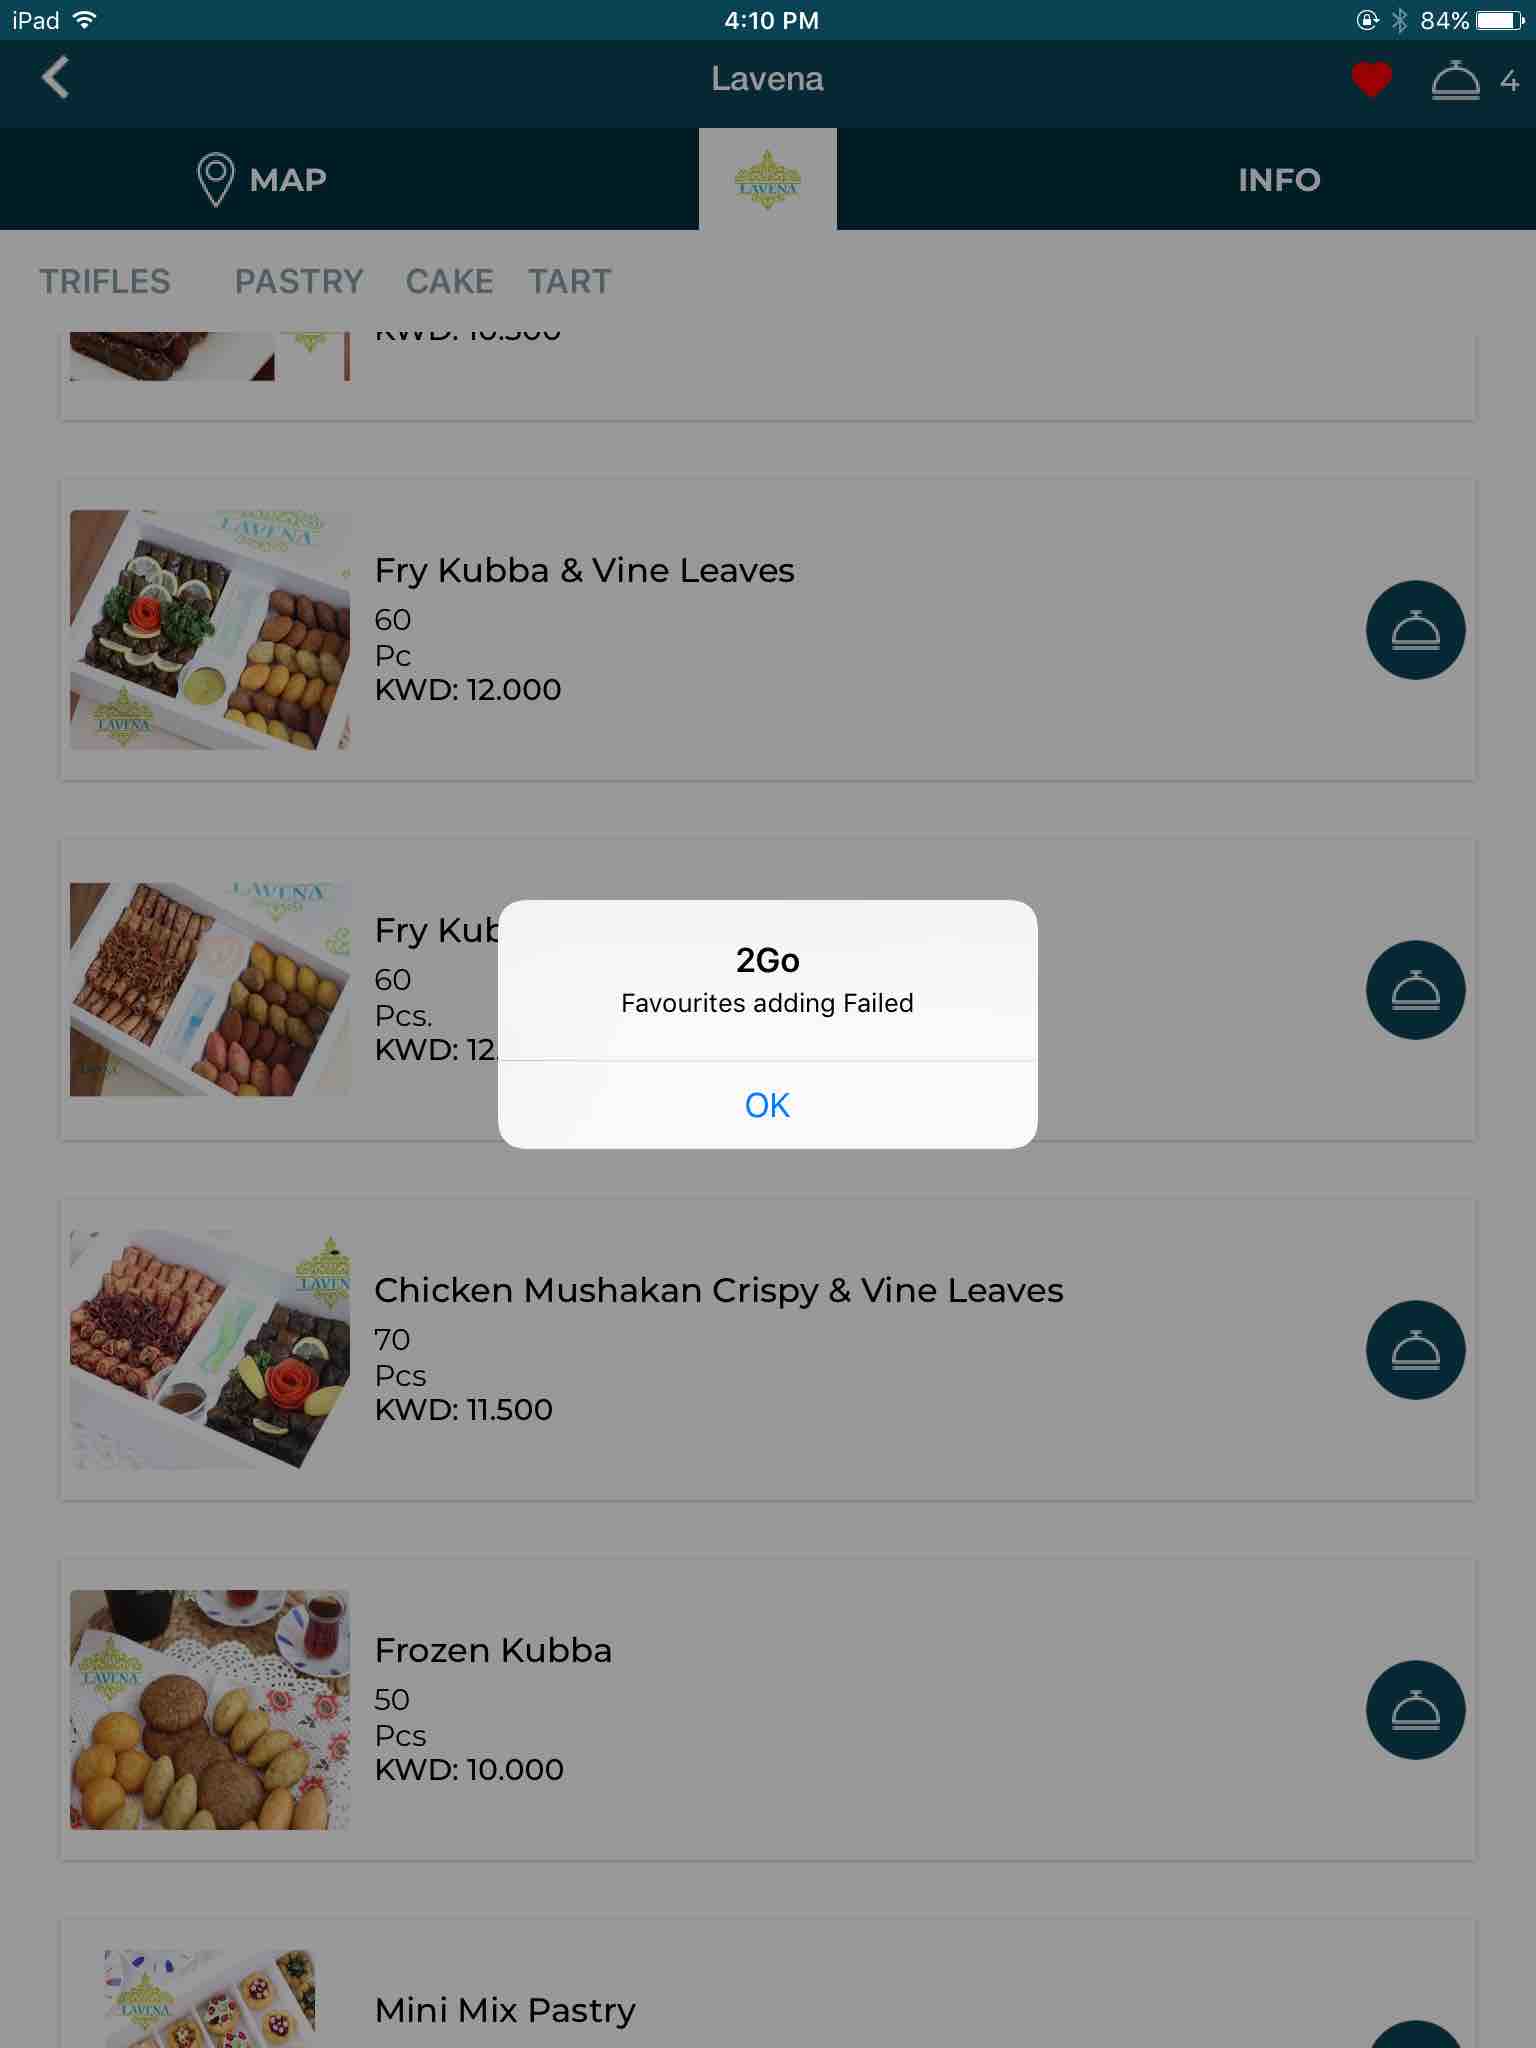 iPad
4:10 PM
84%
Lavena
4
MAP
LAVENA
INFO
TRIFLES PASTRY CAKE TART
KWD: 10.500
LAVENA
Fry Kubba & Vine Leaves
60
Pc
KWD: 12.000
LAVENA
LAVENA
Fry Kub
60
Pcs.
KWD: 12.
2Go
Favourites adding Failed
OK
LAVEN
Chicken Mushakan Crispy & Vine Leaves
70
Pcs
KWD: 11.500
LAVENA
Frozen Kubba
50
Pcs
KWD: 10.000
LAVENA
Mini Mix Pastry